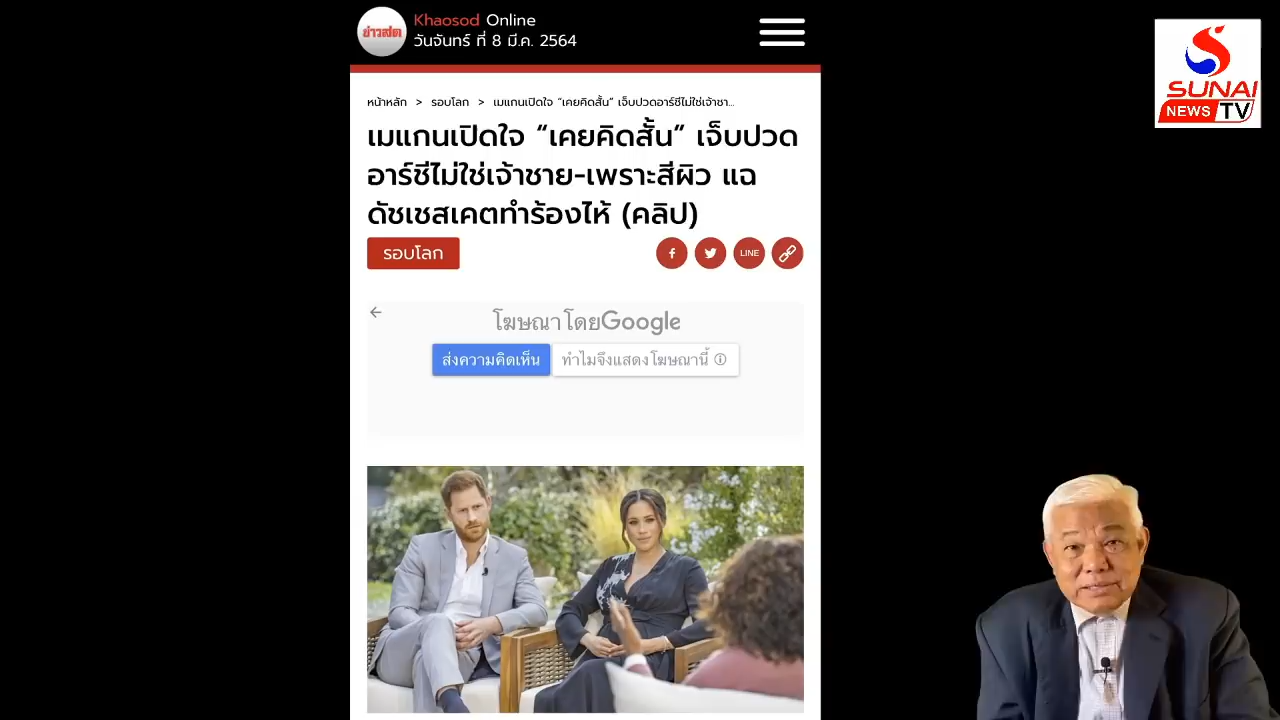 ข่าวสด
Khaosod Online
วันจันทร์ ที่ 8 มี.ค. 2564
SUNAI
NEWS TV
หน้าหลัก > รอบโลก > เมแกนเปิดใจ “เคยคิดสั้น” เจ็บปวดอาร์ชีไม่ใช่เจ้าชา...
เมแกนเปิดใจ “เคยคิดสั้น” เจ็บปวด
อาร์ชีไม่ใช่เจ้าชาย-เพราะสีผิว แฉ
ดัชเชสเคตทำร้องไห้ (คลิป)
รอบโลก
LINE
โฆษณาโดยGoogle
ส่งความคิดเห็น ทำไมจึงแสดงโฆษณานี้